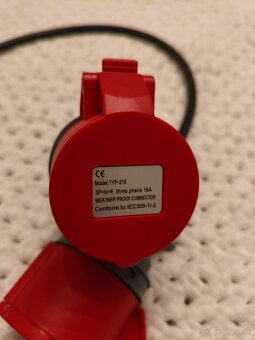 CE
Model:TYP-215
3P+N+E three phase 16A
WEATHER PROOF CONNECTOR
Conform to IEC309-1/-2